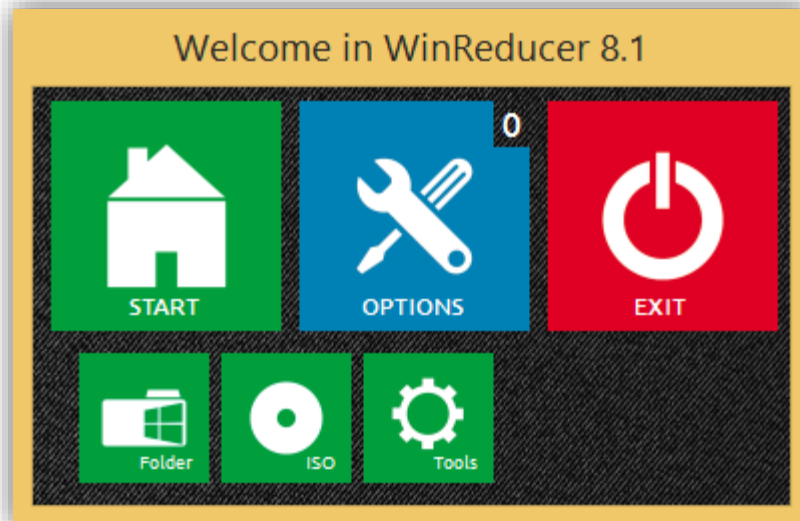 Welcome in WinReducer 8.1
0
START OPTIONS EXIT
Folder ISO Tools